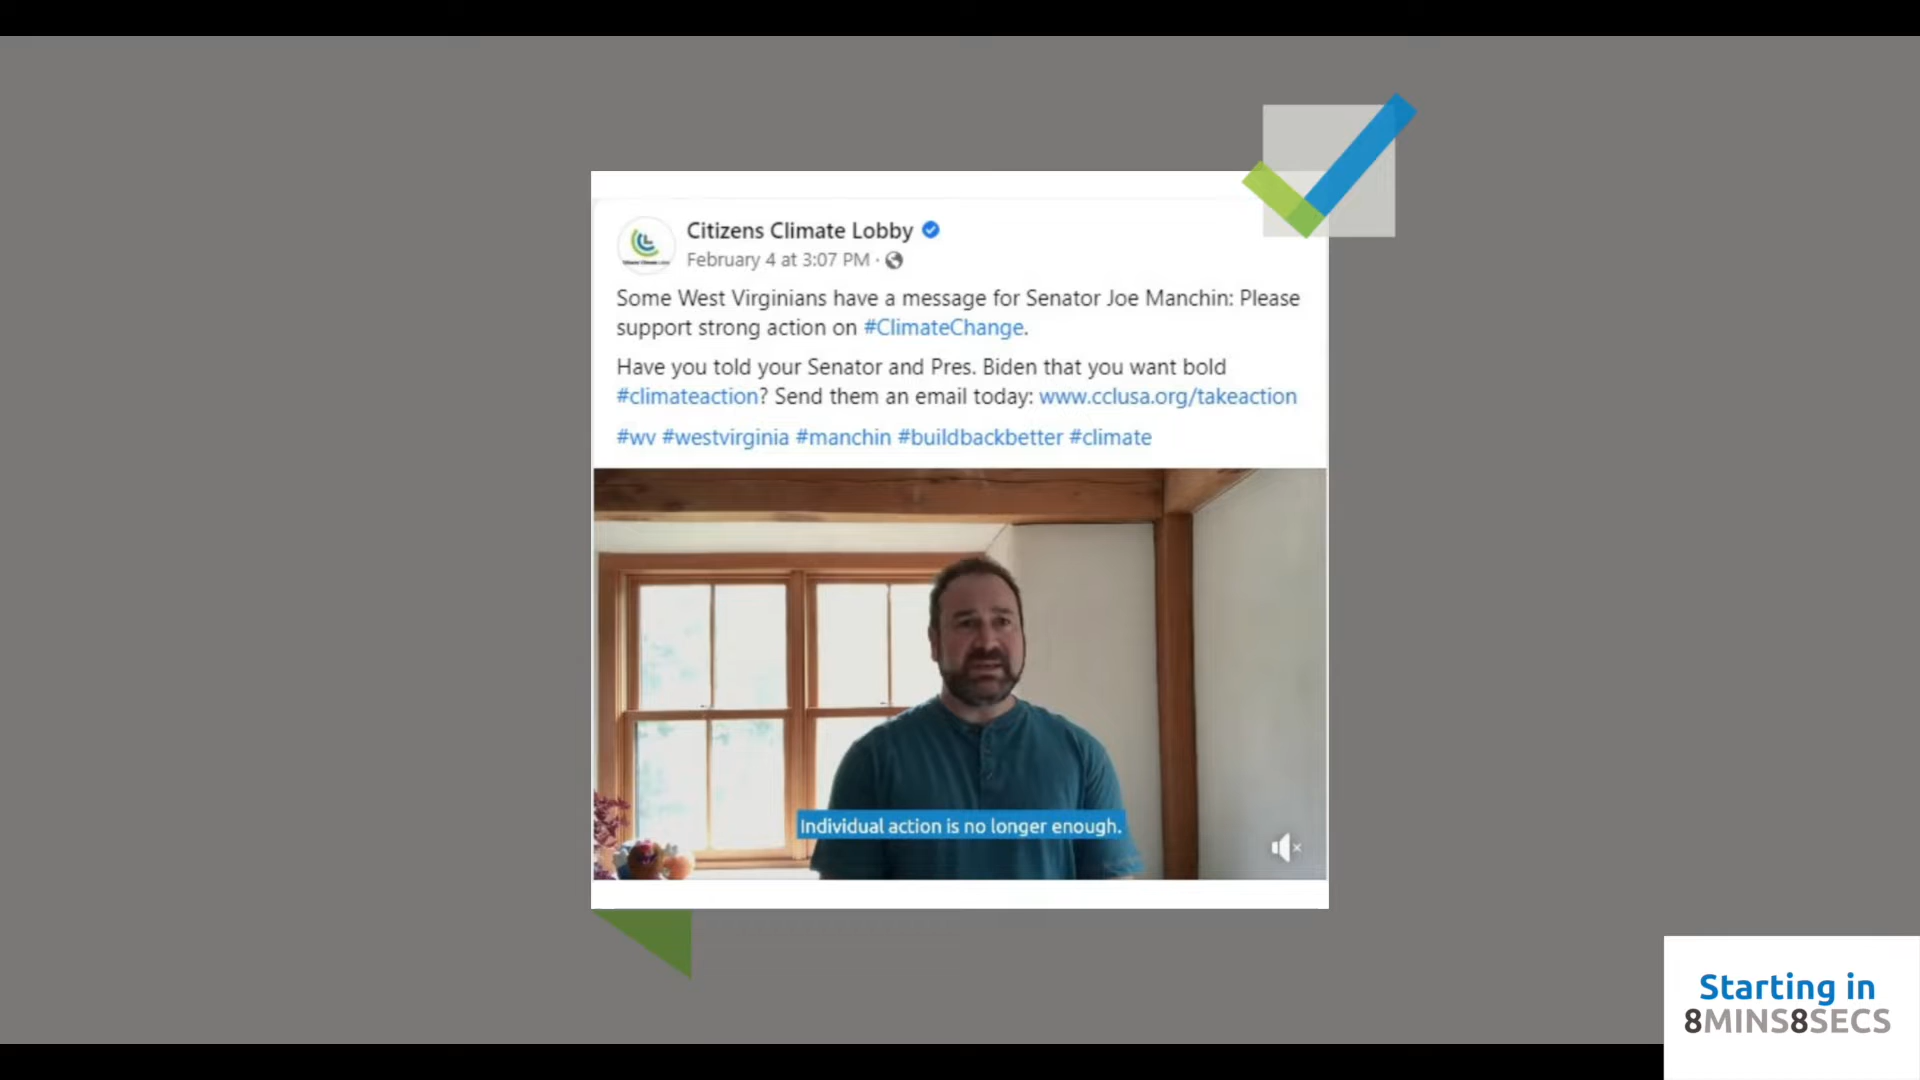 Citizens Climate Lobby
February 4 at 3:07 PM ·
Some West Virginians have a message for Senator Joe Manchin: Please
support strong action on #ClimateChange.
Have you told your Senator and Pres. Biden that you want bold
#climateaction? Send them an email today: www.cclusa.org/takeaction
#wv #westvirginia #manchin #buildbackbetter #climate
Individual action is no longer enough.
Starting in
8MINS8SECS